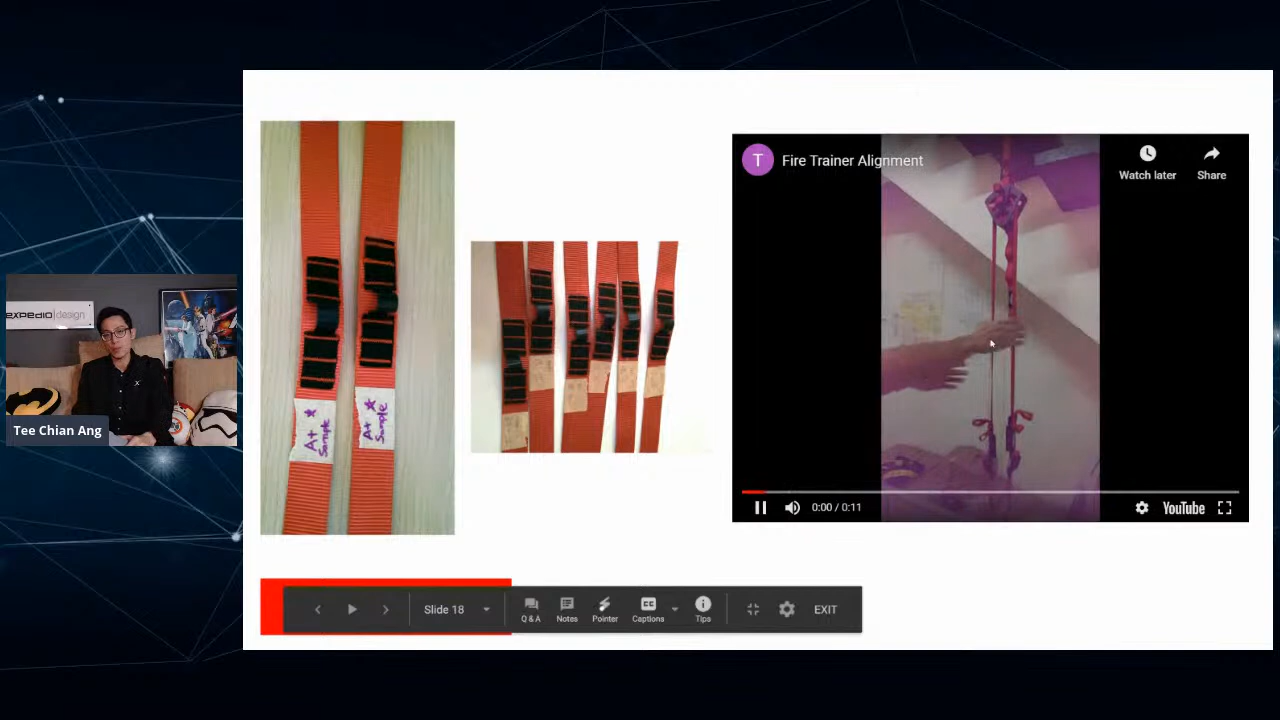 expedio|design
Tee Chian Ang
A+ *
Sample
A+ *
Sample
T
Fire Trainer Alignment
Watch later
Share
0:00 / 0:11
YouTube
Slide 18
Q & A
Notes
Pointer
CC
Captions
Tips
EXIT